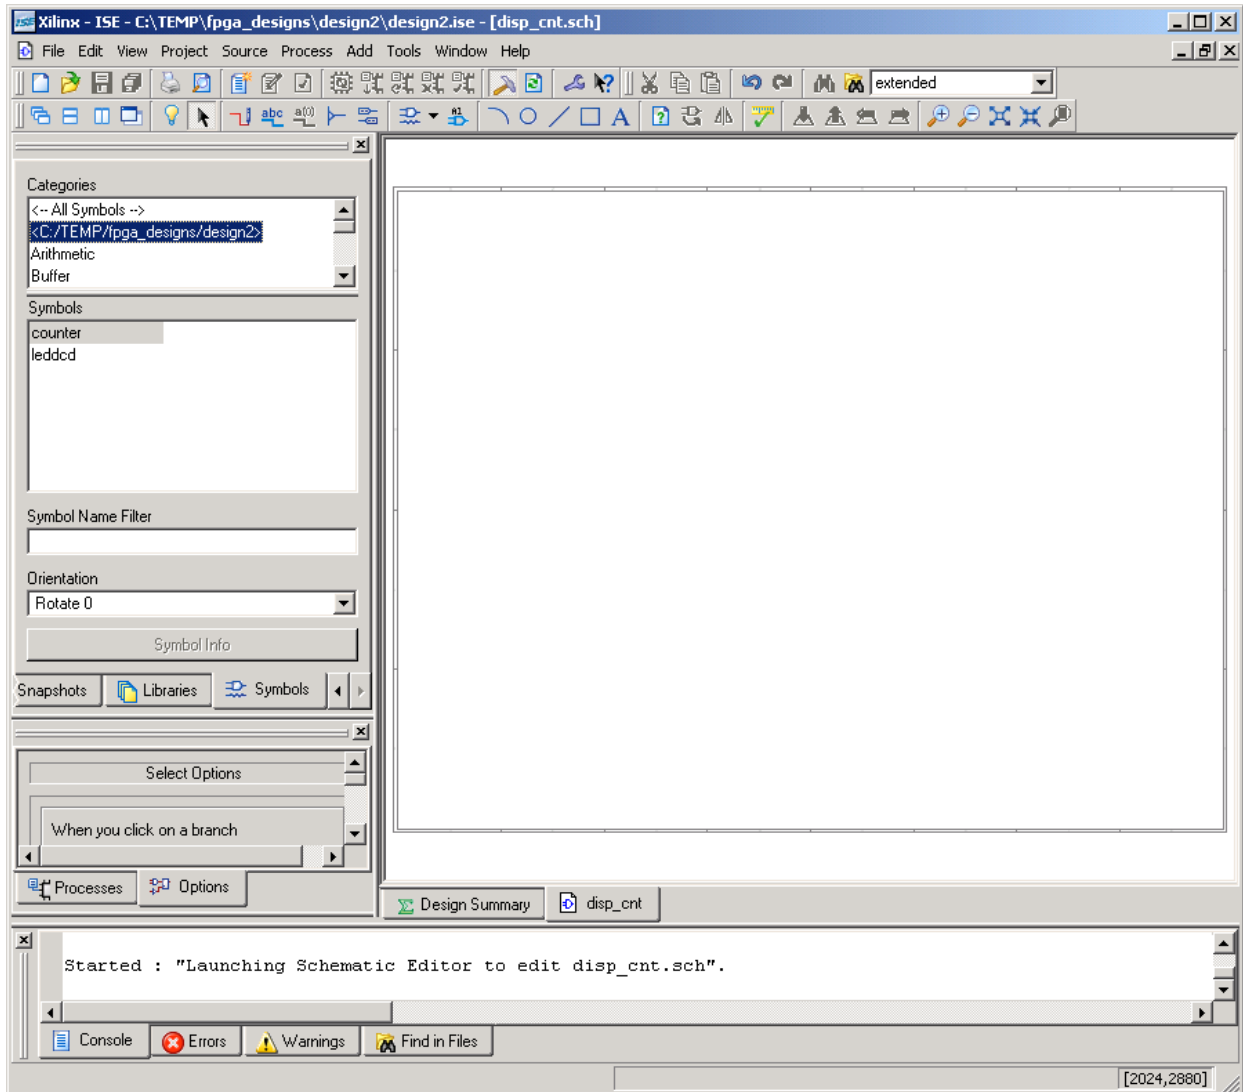 ISE Xilinx - ISE - C:\TEMP\fpga_designs\design2\design2.ise - [disp_cnt.sch]
File Edit View Project Source Process Add Tools Window Help
extended
abc
A
Categories
<-- All Symbols -->
<C:/TEMP/fpga_designs/design2>
Arithmetic
Buffer
Symbols
counter
leddcd
Symbol Name Filter
Orientation
Rotate 0
Symbol Info
Snapshots Libraries Symbols
Select Options
When you click on a branch
Processes Options
Design Summary disp_cnt
Started : "Launching Schematic Editor to edit disp_cnt.sch".
Console Errors Warnings Find in Files
[2024,2880]